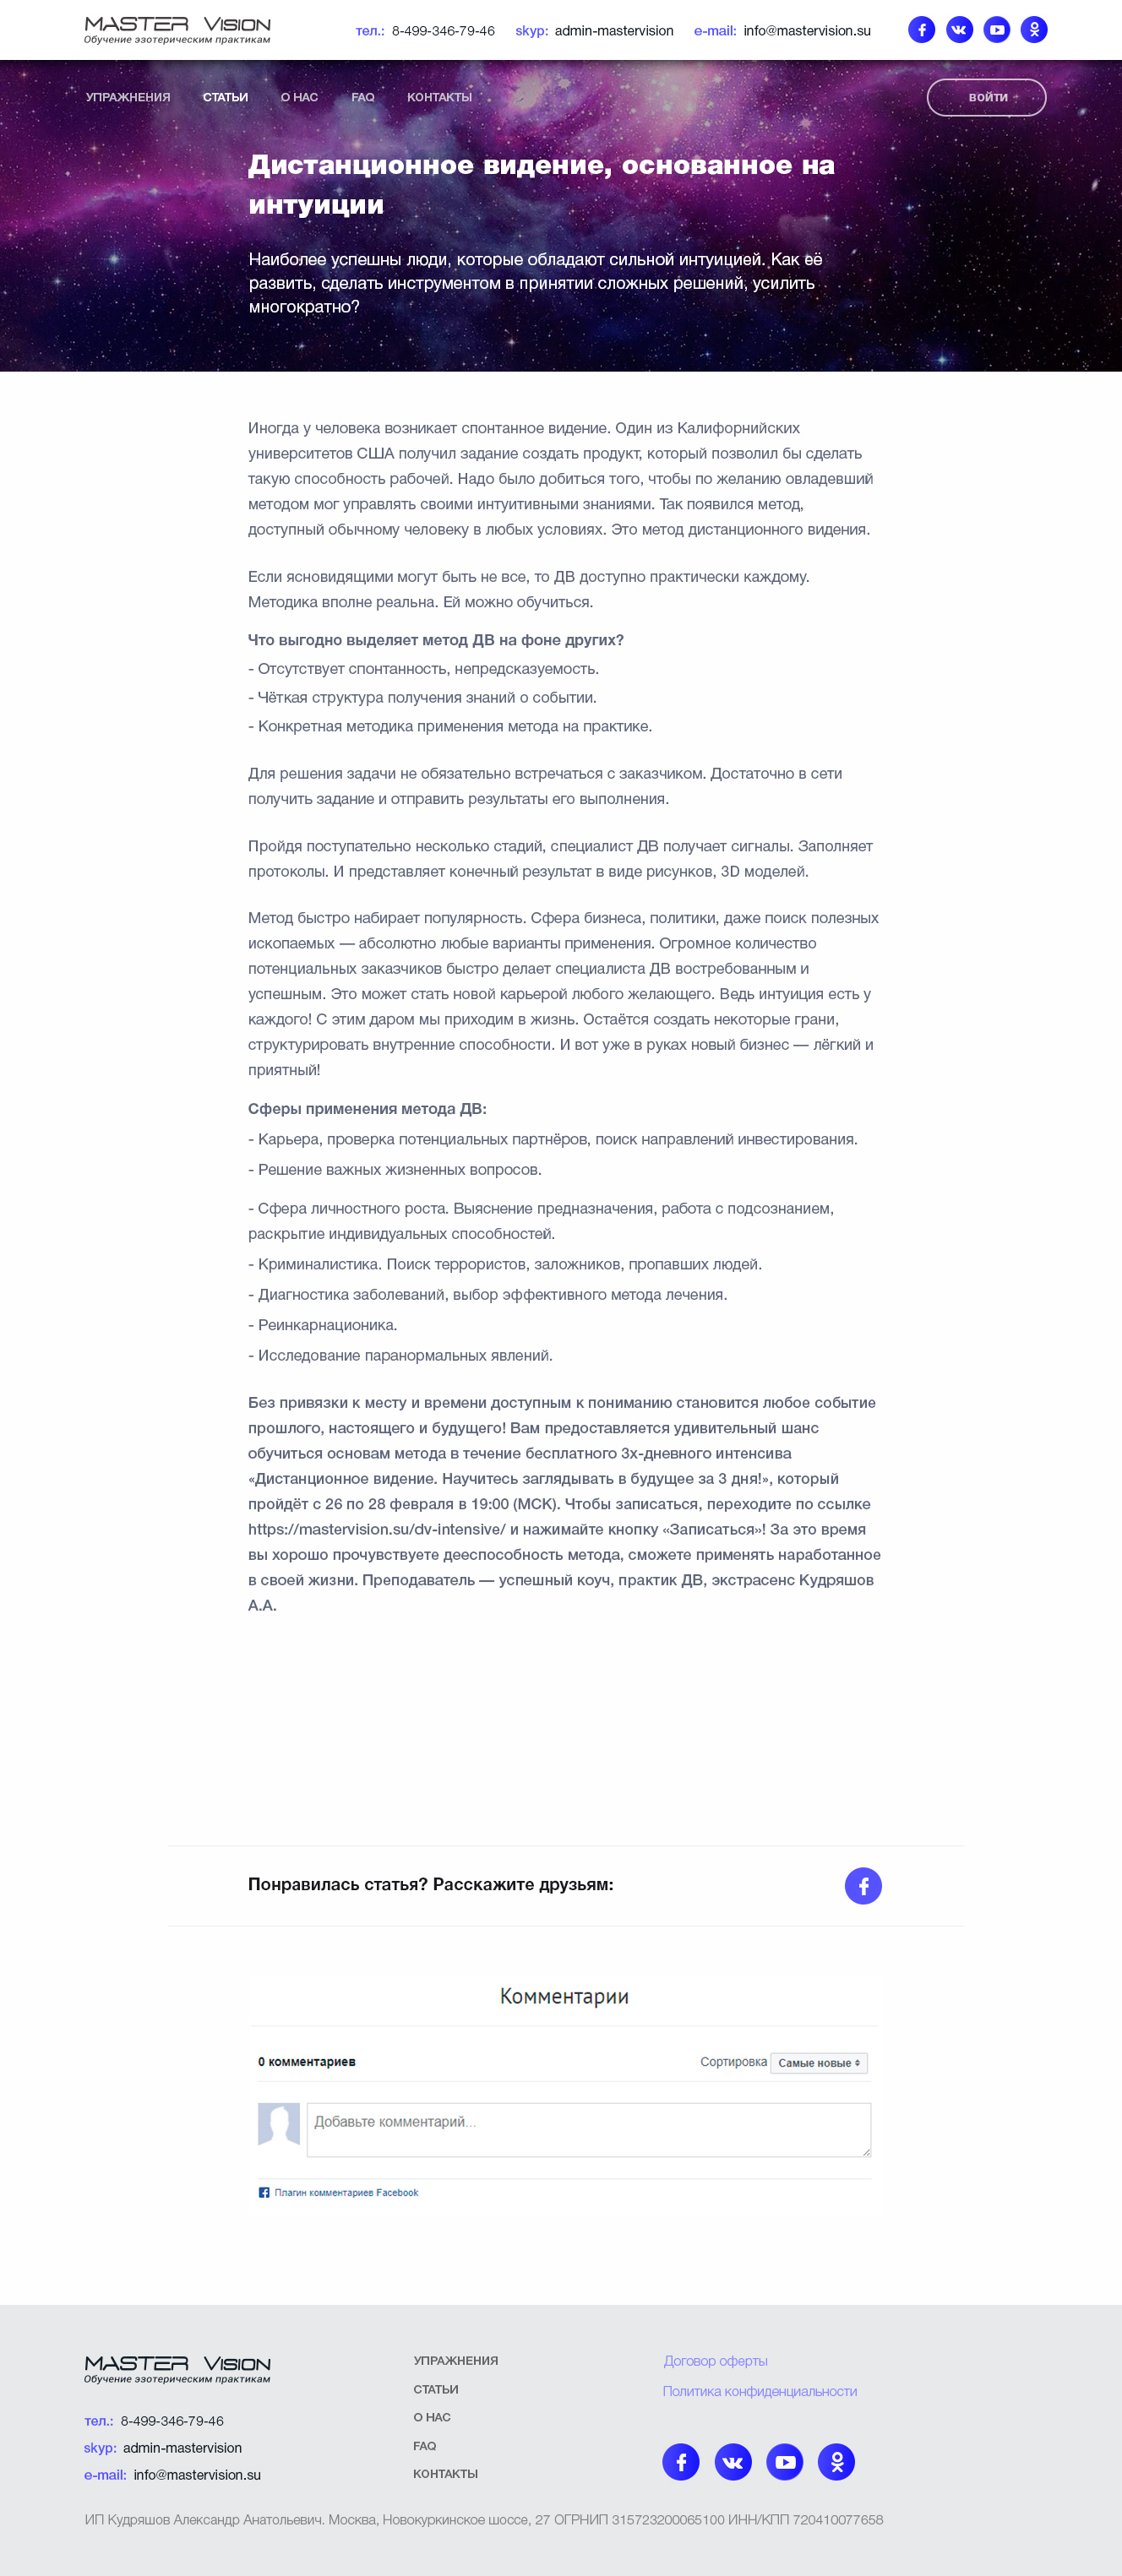 MASTER VISION
Обучение эзотерическим практикам
тел.: 8-499-346-79-46 skyp: admin-mastervision e-mail: info@mastervision.su
УПРАЖНЕНИЯ СТАТЬИ О НАС FAQ КОНТАКТЫ
ВОЙТИ
Дистанционное видение, основанное на
интуиции
Наиболее успешны люди, которые обладают сильной интуицией. Как её
развить, сделать инструментом в принятии сложных решений, усилить
многократно?
Иногда у человека возникает спонтанное видение. Один из Калифорнийских
университетов США получил задание создать продукт, который позволил бы сделать
такую способность рабочей. Надо было добиться того, чтобы по желанию овладевший
методом мог управлять своими интуитивными знаниями. Так появился метод,
доступный обычному человеку в любых условиях. Это метод дистанционного видения.
Если ясновидящими могут быть не все, то ДВ доступно практически каждому.
Методика вполне реальна. Ей можно обучиться.
Что выгодно выделяет метод ДВ на фоне других?
- Отсутствует спонтанность, непредсказуемость.
- Чёткая структура получения знаний о событии.
- Конкретная методика применения метода на практике.
Для решения задачи не обязательно встречаться с заказчиком. Достаточно в сети
получить задание и отправить результаты его выполнения.
Пройдя поступательно несколько стадий, специалист ДВ получает сигналы. Заполняет
протоколы. И представляет конечный результат в виде рисунков, 3D моделей.
Метод быстро набирает популярность. Сфера бизнеса, политики, даже поиск полезных
ископаемых — абсолютно любые варианты применения. Огромное количество
потенциальных заказчиков быстро делает специалиста ДВ востребованным и
успешным. Это может стать новой карьерой любого желающего. Ведь интуиция есть у
каждого! С этим даром мы приходим в жизнь. Остаётся создать некоторые грани,
структурировать внутренние способности. И вот уже в руках новый бизнес — лёгкий и
приятный!
Сферы применения метода ДВ:
- Карьера, проверка потенциальных партнёров, поиск направлений инвестирования.
- Решение важных жизненных вопросов.
- Сфера личностного роста. Выяснение предназначения, работа с подсознанием,
раскрытие индивидуальных способностей.
- Криминалистика. Поиск террористов, заложников, пропавших людей.
- Диагностика заболеваний, выбор эффективного метода лечения.
- Реинкарнационика.
- Исследование паранормальных явлений.
Без привязки к месту и времени доступным к пониманию становится любое событие
прошлого, настоящего и будущего! Вам предоставляется удивительный шанс
обучиться основам метода в течение бесплатного 3х-дневного интенсива
«Дистанционное видение. Научитесь заглядывать в будущее за 3 дня!», который
пройдёт с 26 по 28 февраля в 19:00 (МСК). Чтобы записаться, переходите по ссылке
https://mastervision.su/dv-intensive/ и нажимайте кнопку «Записаться»! За это время
вы хорошо прочувствуете дееспособность метода, сможете применять наработанное
в своей жизни. Преподаватель — успешный коуч, практик ДВ, экстрасенс Кудряшов
А.А.
Понравилась статья? Расскажите друзьям:
Комментарии
0 комментариев
Сортировка Самые новые
Добавьте комментарий...
Плагин комментариев Facebook
MASTER VISION
Обучение эзотерическим практикам
тел.: 8-499-346-79-46
skyp: admin-mastervision
e-mail: info@mastervision.su
УПРАЖНЕНИЯ
СТАТЬИ
О НАС
FAQ
КОНТАКТЫ
Договор оферты
Политика конфиденциальности
ИП Кудряшов Александр Анатольевич. Москва, Новокуркинское шоссе, 27 ОГРНИП 315723200065100 ИНН/КПП 720410077658